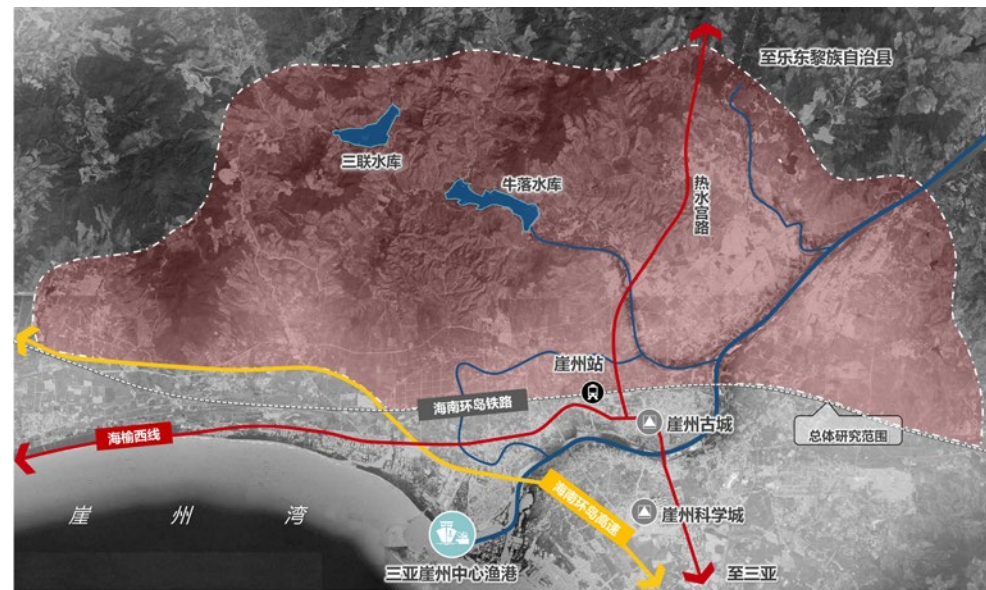 至乐东黎族自治县
三联水库
牛落水库
热水宫路
崖州站
海南环岛铁路
崖州古城
总体研究范围
海榆西线
海南环岛高速
崖州湾
崖州科学城
三亚崖州中心渔港
至三亚